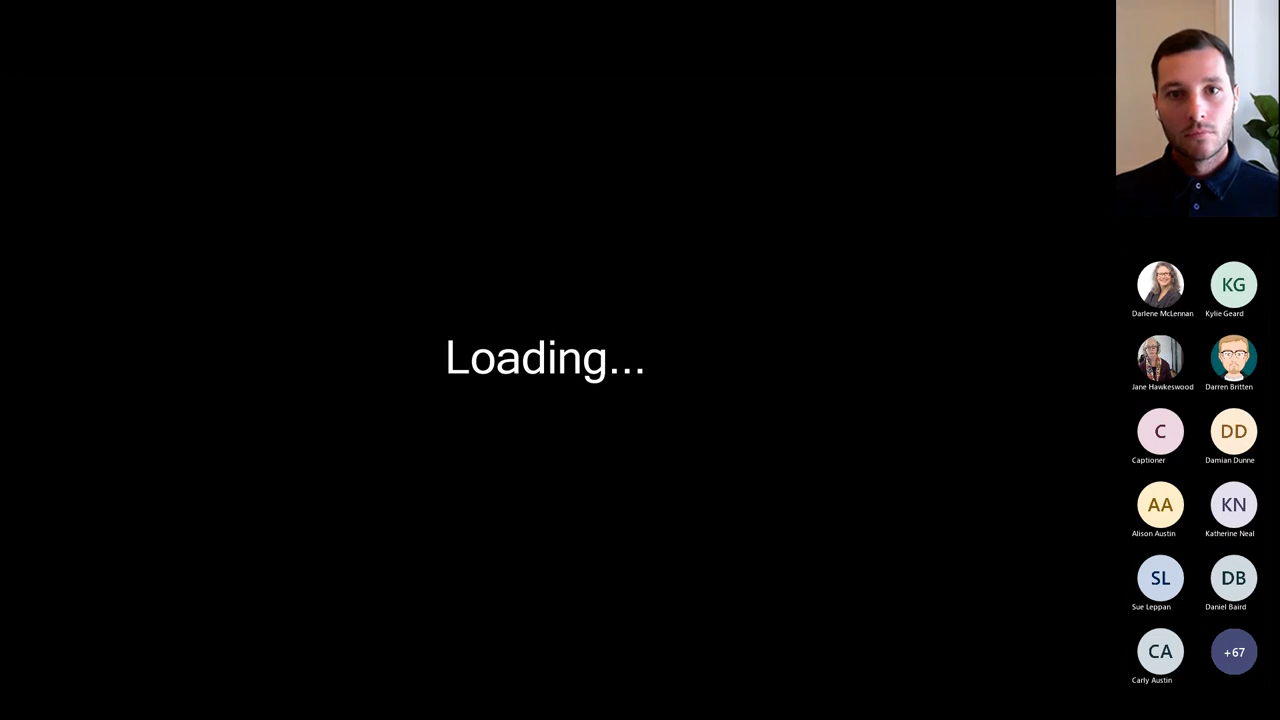 Loading...
KG
Darlene McLennan
Kylie Geard
Jane Hawkeswood
Darren Britten
C
DD
Captioner
Damian Dunne
AA
KN
Alison Austin
Katherine Neal
SL
DB
Sue Leppan
Daniel Baird
CA
+67
Carly Austin